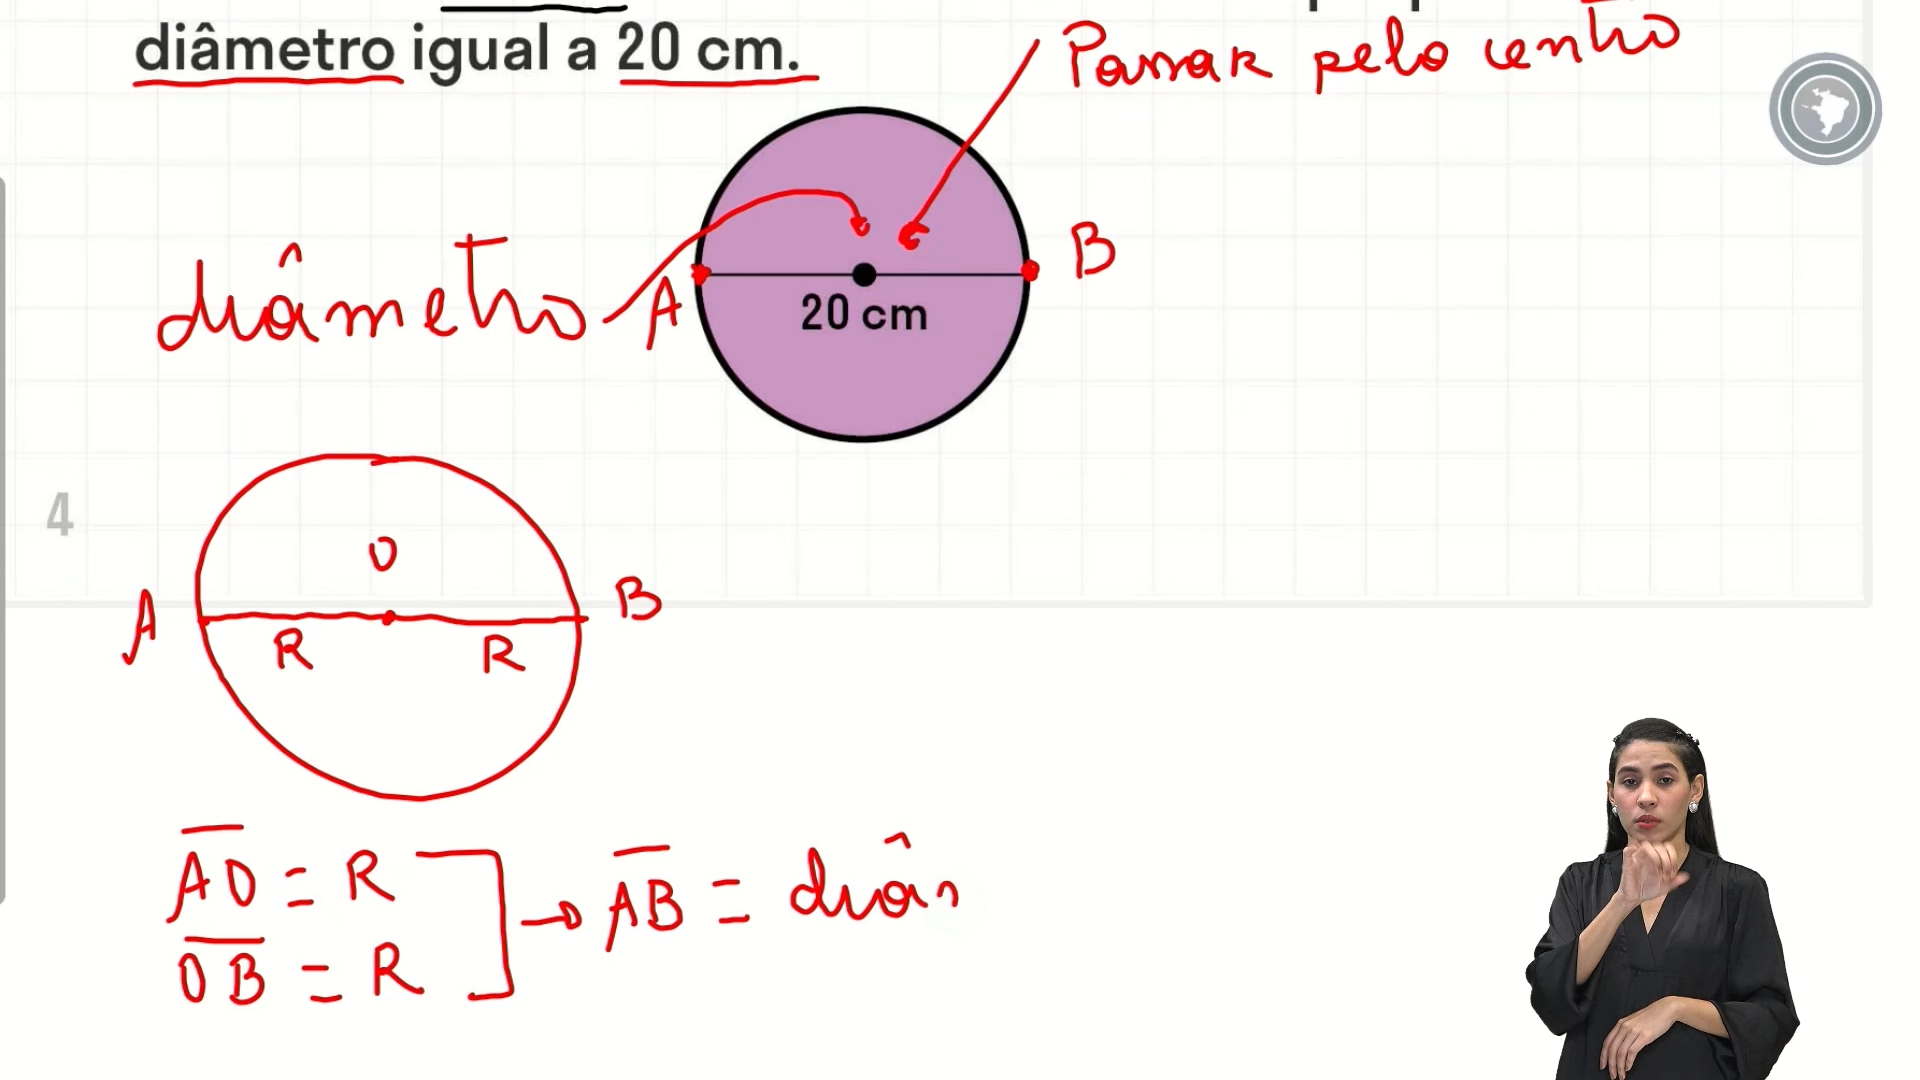 diâmetro igual a 20 cm.
Passar pelo centro
diâmetro
A
B
20 cm
4
O
A
B
R
R
AO = R
OB = R
→ AB = diâm